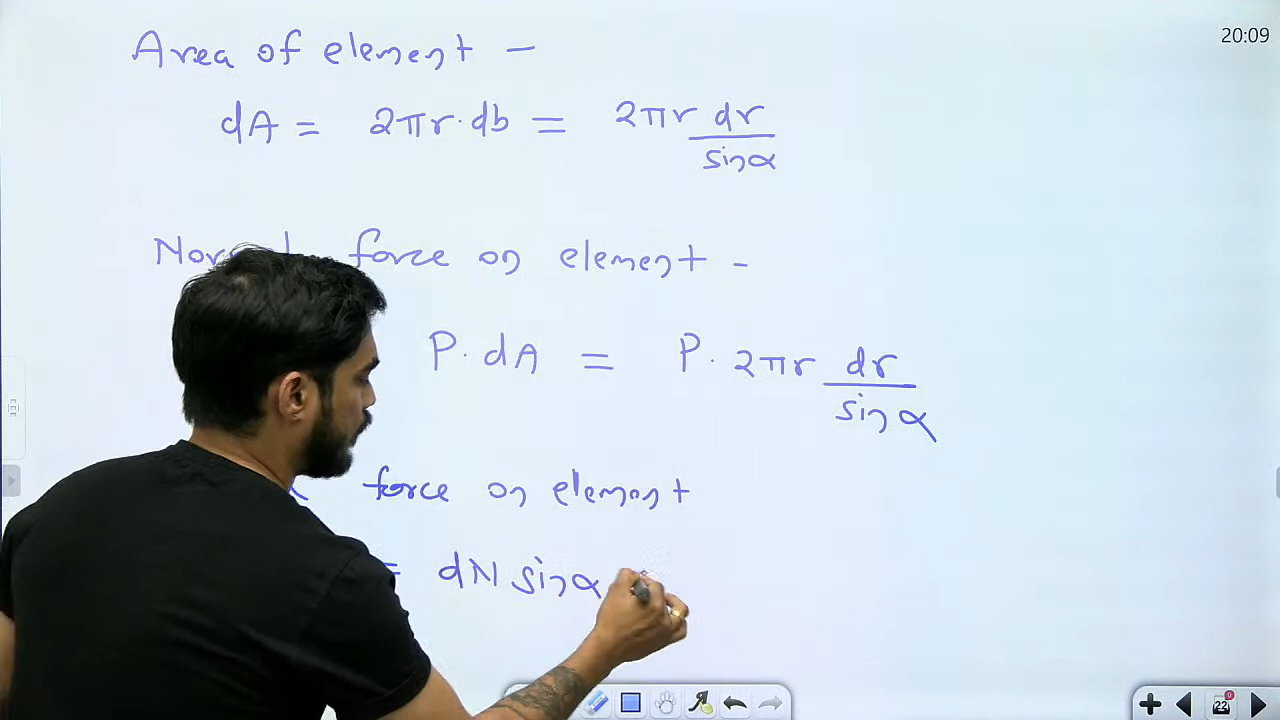 20:09
Area of element –
dA = 2πr·db = 2πr dr/sinα
force on element –
P·dA = P·2πr dr/sinα
force on element
= dN sinα
22